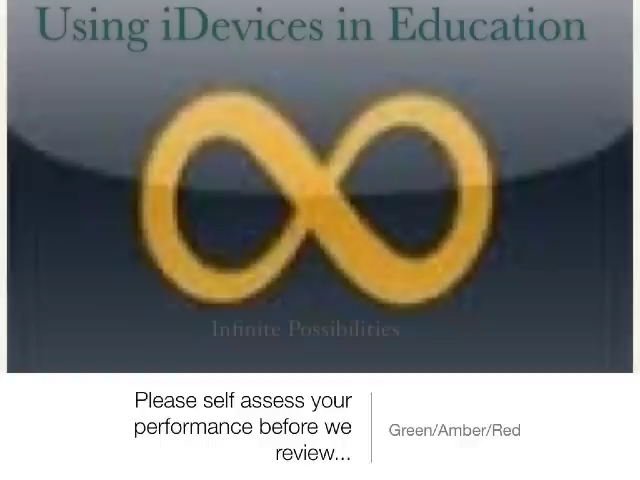 Using iDevices in Education
Infinite Possibilities
Please self assess your
performance before we
review...
Green/Amber/Red